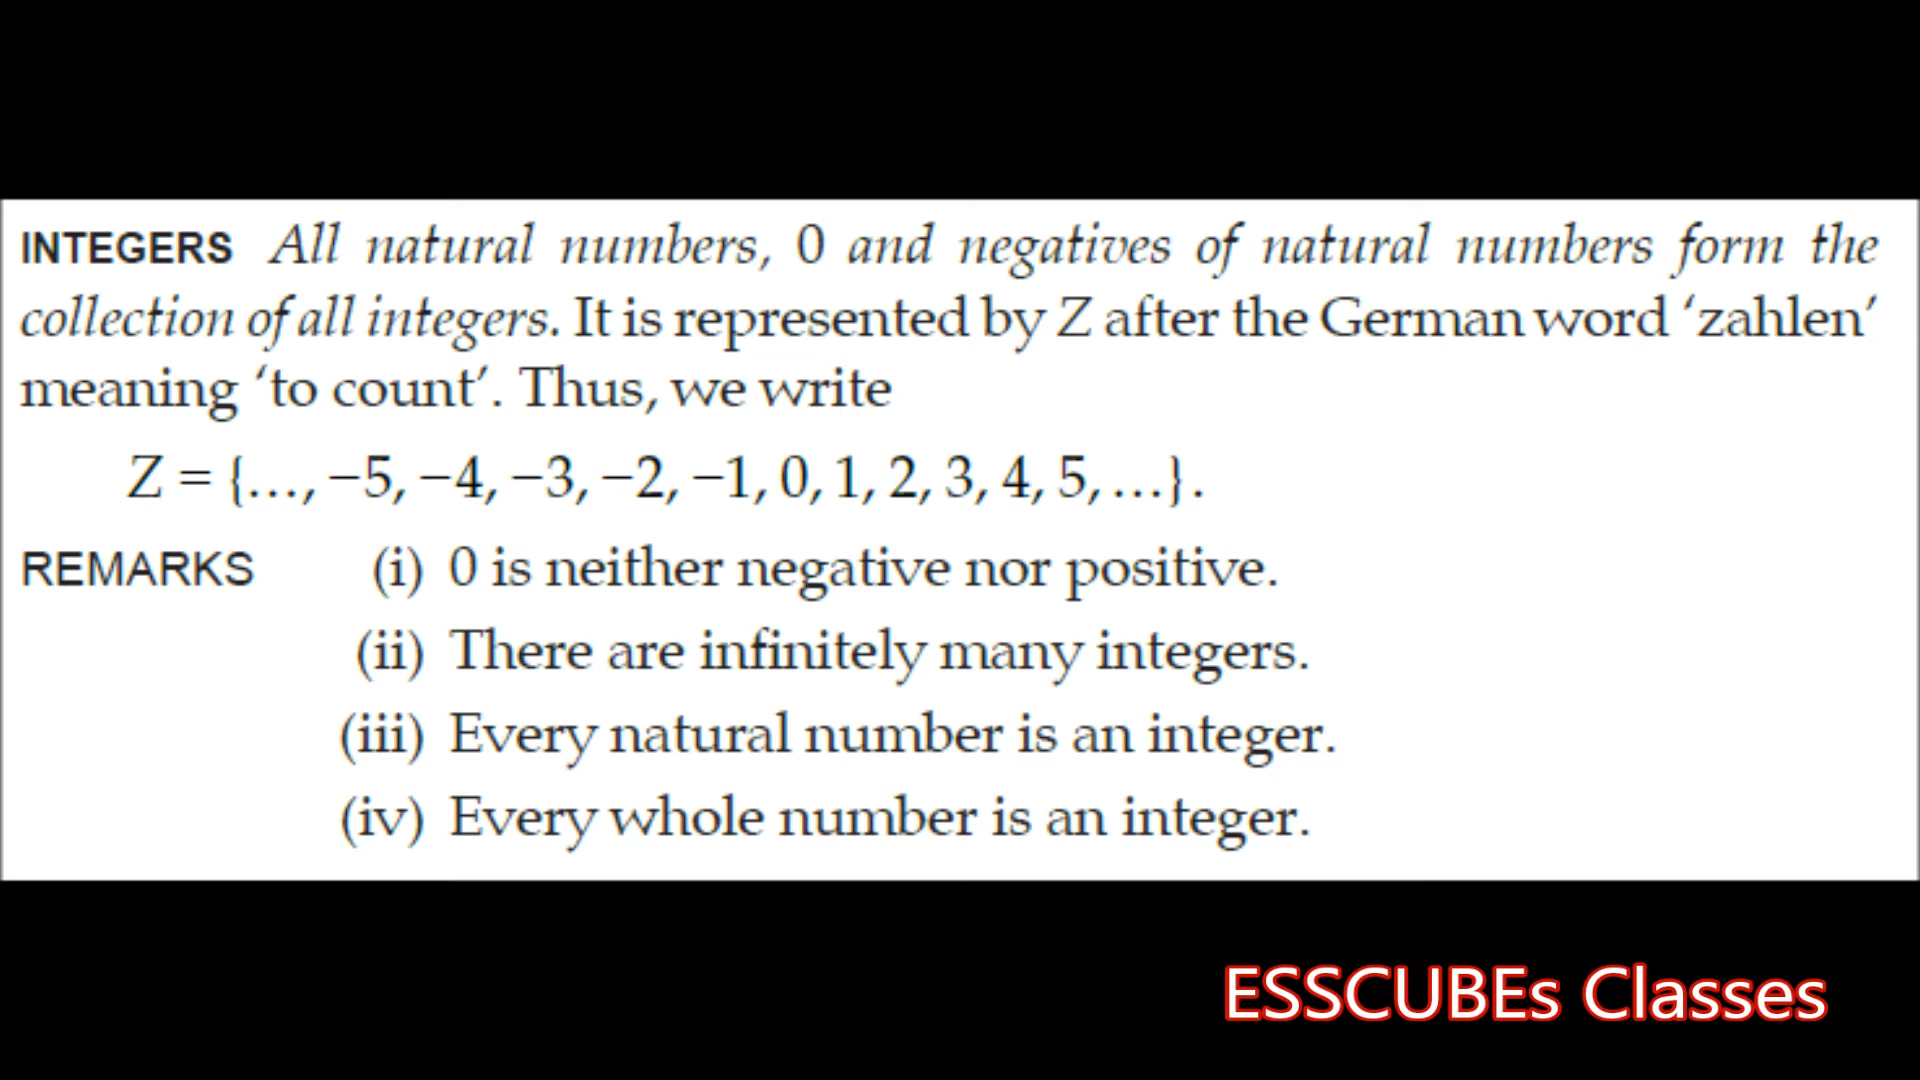 INTEGERS All natural numbers, 0 and negatives of natural numbers form the
collection of all integers. It is represented by Z after the German word ‘zahlen’
meaning ‘to count’. Thus, we write
Z = {..., −5, −4, −3, −2, −1, 0, 1, 2, 3, 4, 5, ...}.
REMARKS (i) 0 is neither negative nor positive.
(ii) There are infinitely many integers.
(iii) Every natural number is an integer.
(iv) Every whole number is an integer.
ESSCUBEs Classes